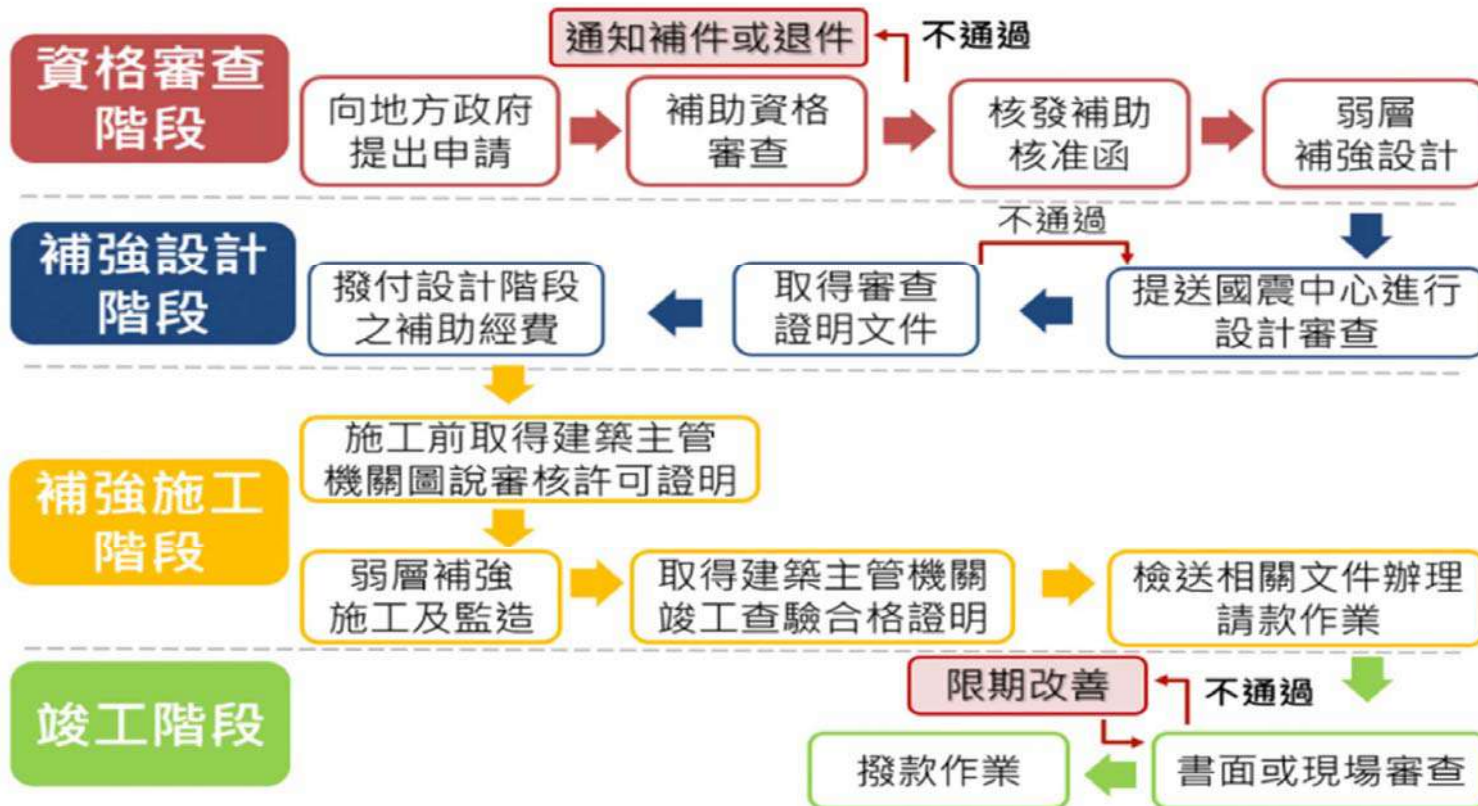 資格審查
階段
通知補件或退件
不通過
向地方政府
提出申請
補助資格
審查
核發補助
核准函
弱層
補強設計
補強設計
階段
不通過
撥付設計階段
之補助經費
取得審查
證明文件
提送國震中心進行
設計審查
補強施工
階段
施工前取得建築主管
機關圖說審核許可證明
弱層補強
施工及監造
取得建築主管機關
竣工查驗合格證明
檢送相關文件辦理
請款作業
竣工階段
限期改善
不通過
撥款作業
書面或現場審查